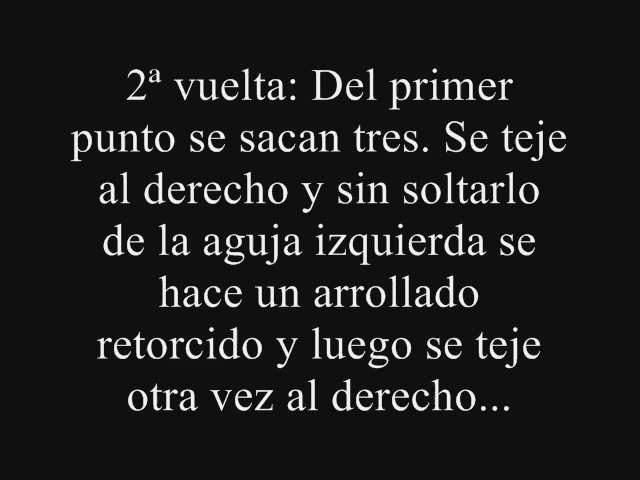 2ª vuelta: Del primer
punto se sacan tres. Se teje
al derecho y sin soltarlo
de la aguja izquierda se
hace un arrollado
retorcido y luego se teje
otra vez al derecho...